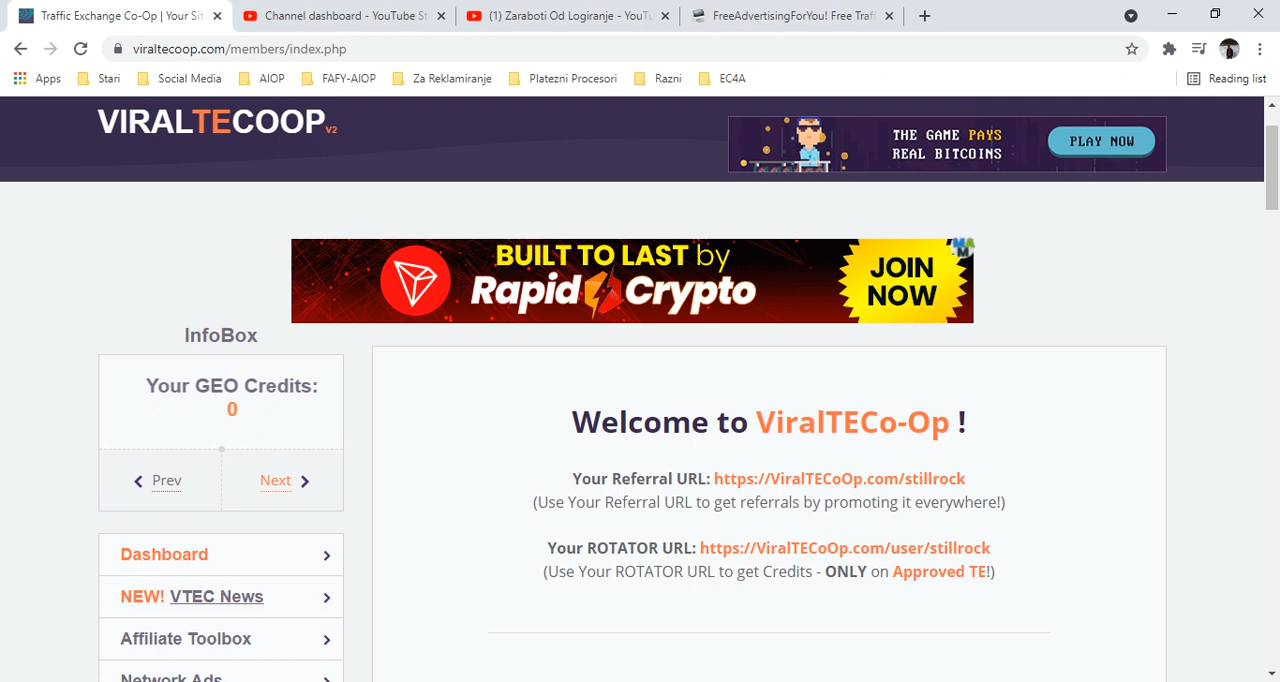 Traffic Exchange Co-Op | Your Sit
Channel dashboard - YouTube St
(1) Zaraboti Od Logiranje - YouTu
FreeAdvertisingForYou! Free Traff
viraltecoop.com/members/index.php
Apps
Stari
Social Media
AIOP
FAFY-AIOP
Za Reklamiranje
Platezni Procesori
Razni
EC4A
Reading list
VIRALTECOOP V2
THE GAME PAYS
REAL BITCOINS
PLAY NOW
BUILT TO LAST by
Rapid Crypto
JOIN
NOW
InfoBox
Your GEO Credits:
0
Prev
Next
Dashboard
NEW! VTEC News
Affiliate Toolbox
Network Ads
Welcome to ViralTECo-Op !
Your Referral URL: https://ViralTECoOp.com/stillrock
(Use Your Referral URL to get referrals by promoting it everywhere!)
Your ROTATOR URL: https://ViralTECoOp.com/user/stillrock
(Use Your ROTATOR URL to get Credits - ONLY on Approved TE!)